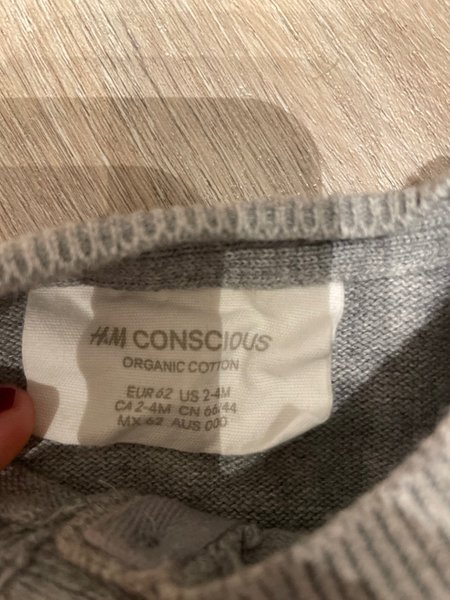 H&M CONSCIOUS
ORGANIC COTTON
EUR 62 US 2-4M
CA 2-4M CN 66/44
MX 62 AUS 000